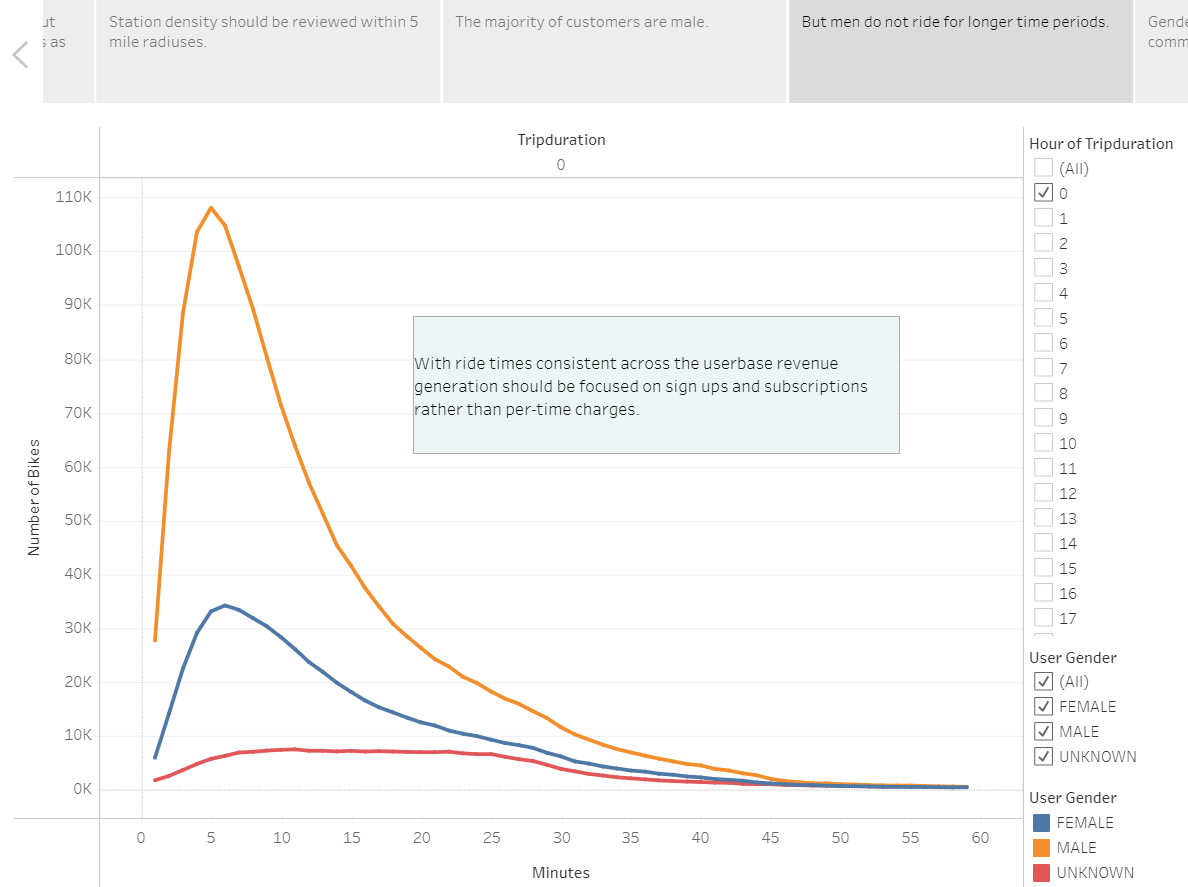 Station density should be reviewed within 5
mile radiuses.
The majority of customers are male.
But men do not ride for longer time periods.
s as
Tripduration
0
110K
100K
90K
80K
70K
60K
50K
40K
30K
20K
10K
0K
Number of Bikes
With ride times consistent across the userbase revenue
generation should be focused on sign ups and subscriptions
rather than per-time charges.
0 5 10 15 20 25 30 35 40 45 50 55 60
Minutes
Hour of Tripduration
(All)
0
1
2
3
4
5
6
7
8
9
10
11
12
13
14
15
16
17
User Gender
(All)
FEMALE
MALE
UNKNOWN
User Gender
FEMALE
MALE
UNKNOWN